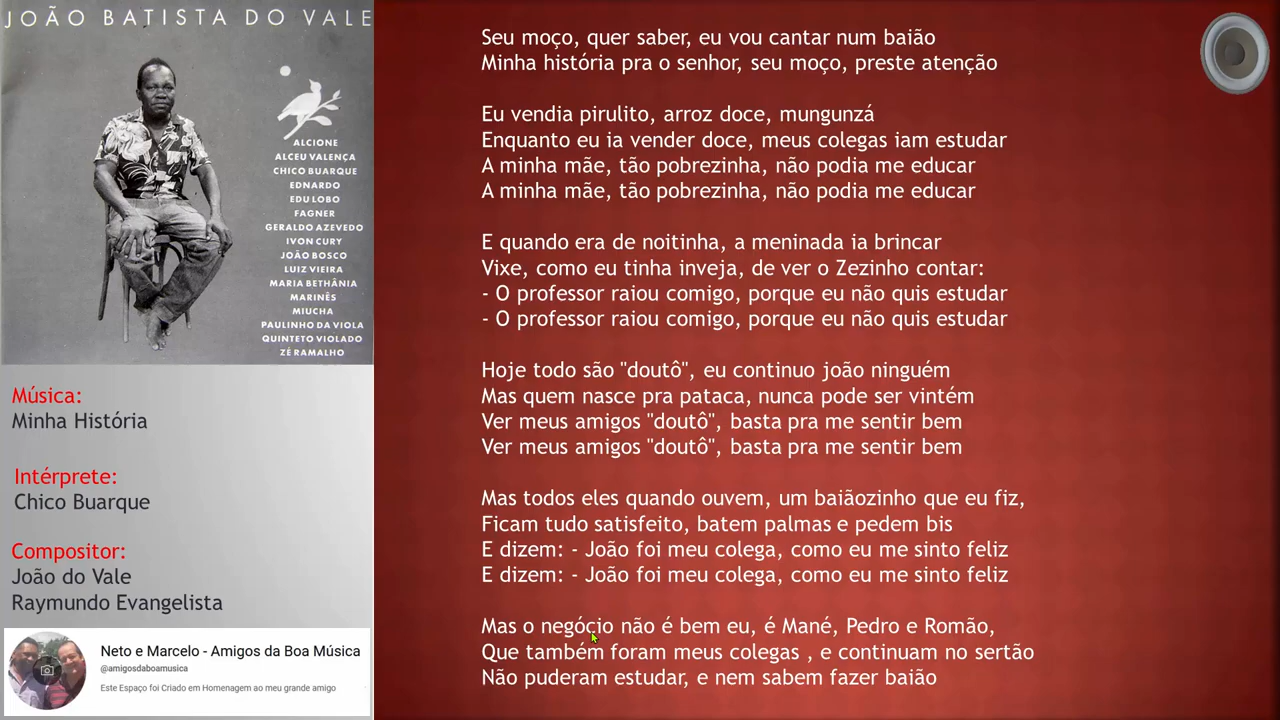 JOÃO BATISTA DO VALE
ALCIONE
ALCEU VALENÇA
CHICO BUARQUE
EDNARDO
EDU LOBO
FAGNER
GERALDO AZEVEDO
IVON CURY
JOÃO BOSCO
LUIZ VIEIRA
MARIA BETHÂNIA
MARINÊS
MIUCHA
PAULINHO DA VIOLA
QUINTETO VIOLADO
ZÉ RAMALHO
Música:
Minha História
Intérprete:
Chico Buarque
Compositor:
João do Vale
Raymundo Evangelista
Neto e Marcelo - Amigos da Boa Música
@amigosdaboamusica
Este Espaço foi Criado em Homenagem ao meu grande amigo
Seu moço, quer saber, eu vou cantar num baião
Minha história pra o senhor, seu moço, preste atenção
Eu vendia pirulito, arroz doce, mungunzá
Enquanto eu ia vender doce, meus colegas iam estudar
A minha mãe, tão pobrezinha, não podia me educar
A minha mãe, tão pobrezinha, não podia me educar
E quando era de noitinha, a meninada ia brincar
Vixe, como eu tinha inveja, de ver o Zezinho contar:
- O professor raiou comigo, porque eu não quis estudar
- O professor raiou comigo, porque eu não quis estudar
Hoje todo são "doutô", eu continuo joão ninguém
Mas quem nasce pra pataca, nunca pode ser vintém
Ver meus amigos "doutô", basta pra me sentir bem
Ver meus amigos "doutô", basta pra me sentir bem
Mas todos eles quando ouvem, um baiãozinho que eu fiz,
Ficam tudo satisfeito, batem palmas e pedem bis
E dizem: - João foi meu colega, como eu me sinto feliz
E dizem: - João foi meu colega, como eu me sinto feliz
Mas o negócio não é bem eu, é Mané, Pedro e Romão,
Que também foram meus colegas , e continuam no sertão
Não puderam estudar, e nem sabem fazer baião